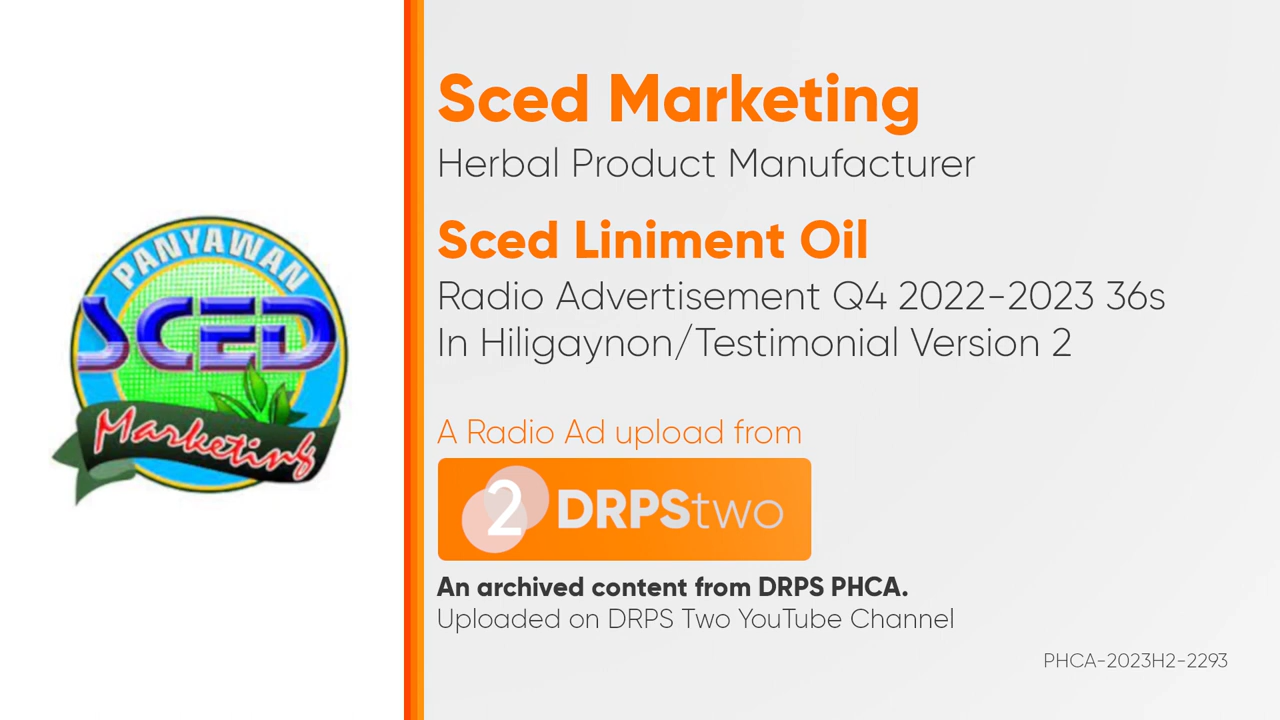 PANYAWAN
SCED
Marketing
Sced Marketing
Herbal Product Manufacturer
Sced Liniment Oil
Radio Advertisement Q4 2022-2023 36s
In Hiligaynon/Testimonial Version 2
A Radio Ad upload from
2 DRPStwo
An archived content from DRPS PHCA.
Uploaded on DRPS Two YouTube Channel
PHCA-2023H2-2293